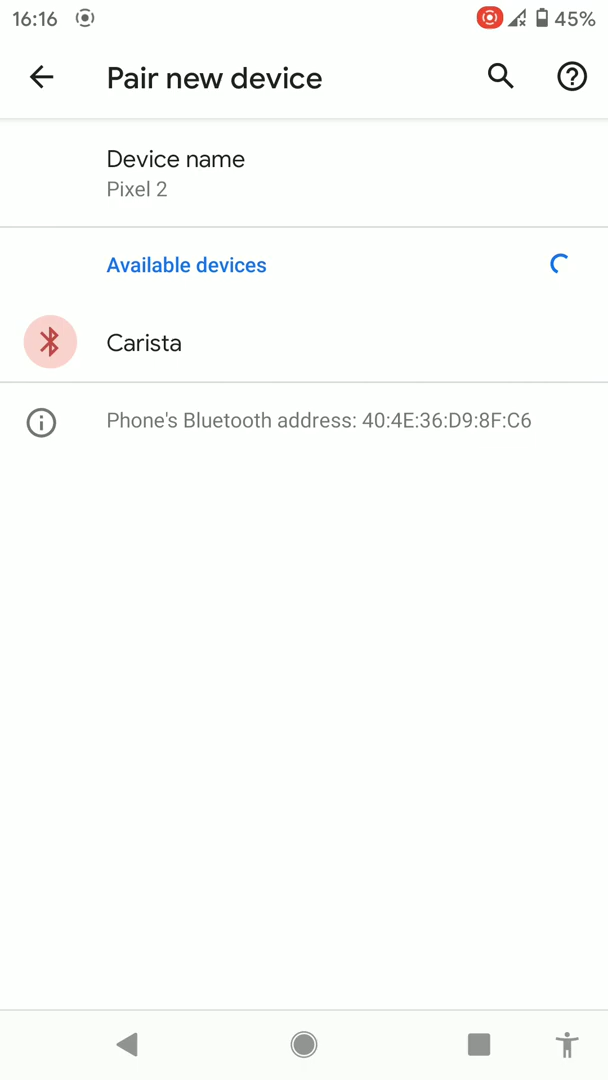 16:16 45%
Pair new device
Device name
Pixel 2
Available devices
Carista
Phone's Bluetooth address: 40:4E:36:D9:8F:C6